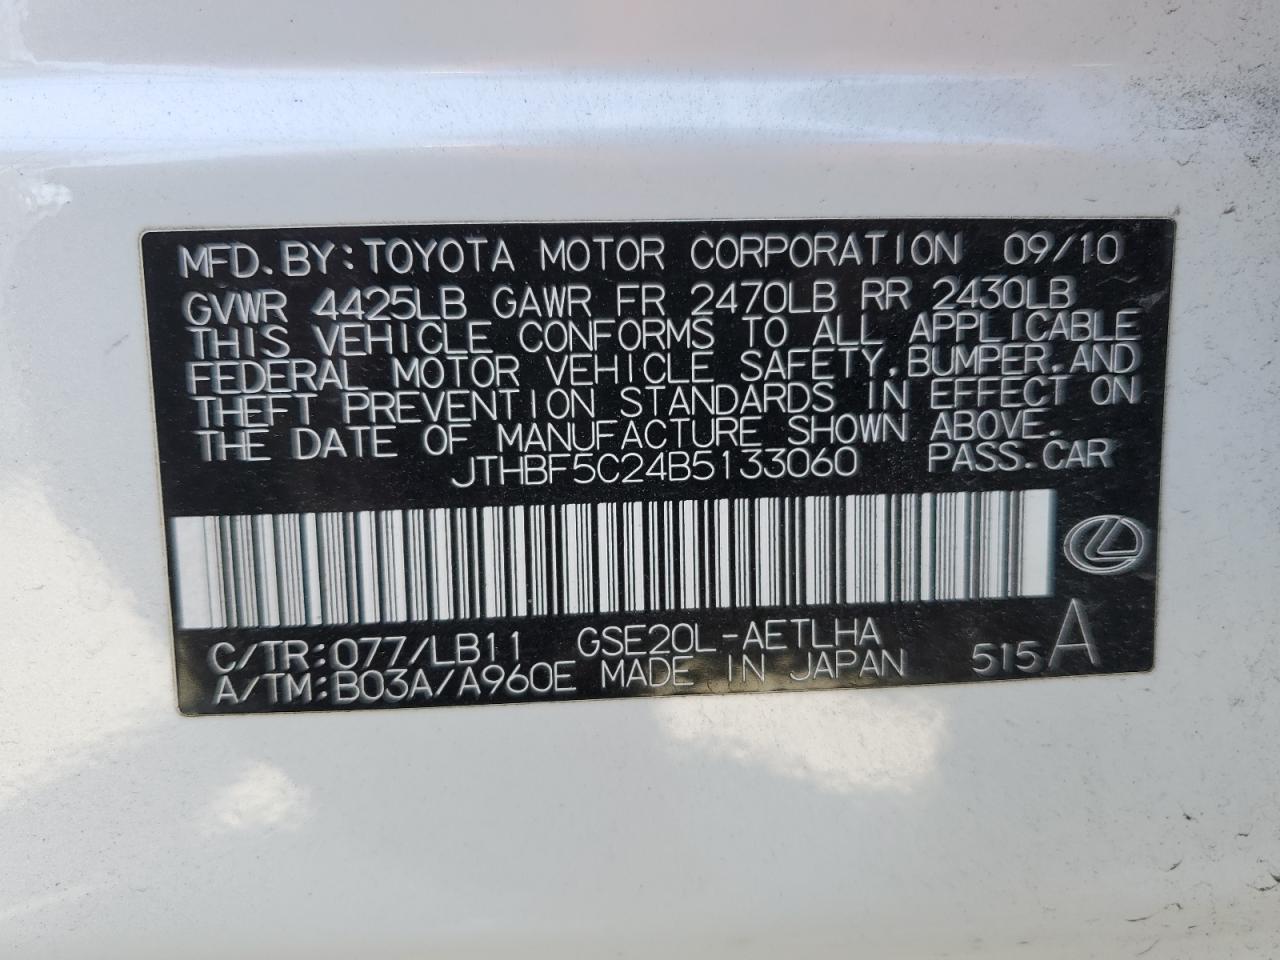 MFD. BY: TOYOTA MOTOR CORPORATION 09/10
GVWR 4425LB GAWR FR 2470LB RR 2430LB
THIS VEHICLE CONFORMS TO ALL APPLICABLE
FEDERAL MOTOR VEHICLE SAFETY, BUMPER, AND
THEFT PREVENTION STANDARDS IN EFFECT ON
THE DATE OF MANUFACTURE SHOWN ABOVE.
JTHBF5C24B5133060 PASS. CAR
C/TR: 077/LB11 GSE20L-AETLHA
A/TM: B03A/A960E MADE IN JAPAN 515 A